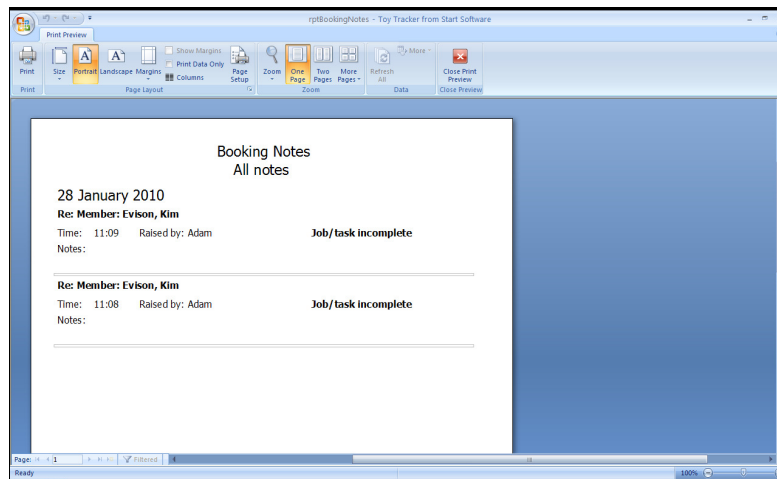 rptBookingNotes - Toy Tracker from Start Software
Print Preview
Show Margins
Print Data Only
Columns
Print
Size
Portrait
Landscape
Margins
Page Setup
Zoom
One Page
Two Pages
More Pages
Refresh All
More
Close Print Preview
Print
Page Layout
Zoom
Data
Close Preview
Booking Notes
All notes
28 January 2010
Re: Member: Evison, Kim
Time: 11:09 Raised by: Adam Job/task incomplete
Notes:
Re: Member: Evison, Kim
Time: 11:08 Raised by: Adam Job/task incomplete
Notes:
Page: 1 Filtered
Ready 100%